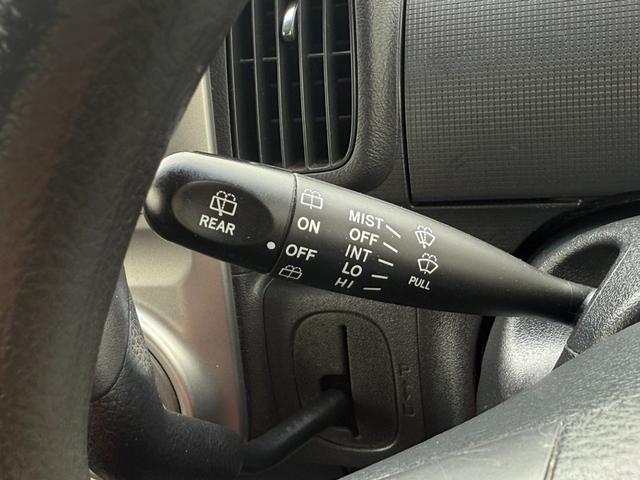 REAR
ON
OFF
MIST
OFF
INT
LO
HI
PULL